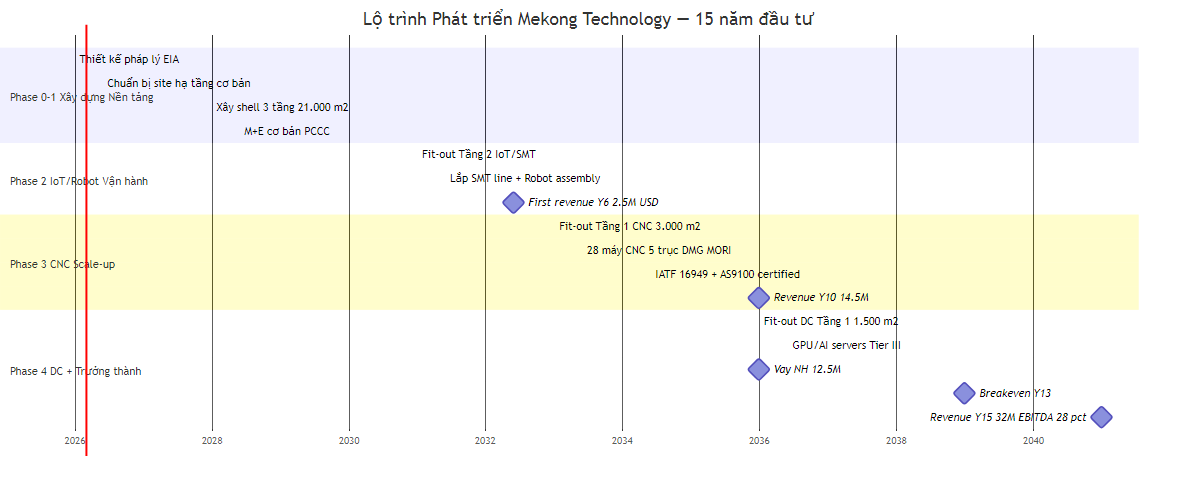 Lộ trình Phát triển Mekong Technology — 15 năm đầu tư
Thiết kế pháp lý EIA
Chuẩn bị site hạ tầng cơ bản
Phase 0-1 Xây dựng Nền tảng
Xây shell 3 tầng 21.000 m2
M+E cơ bản PCCC
Fit-out Tầng 2 IoT/SMT
Phase 2 IoT/Robot Vận hành
Lắp SMT line + Robot assembly
First revenue Y6 2.5M USD
Fit-out Tầng 1 CNC 3.000 m2
28 máy CNC 5 trục DMG MORI
Phase 3 CNC Scale-up
IATF 16949 + AS9100 certified
Revenue Y10 14.5M
Fit-out DC Tầng 1 1.500 m2
GPU/AI servers Tier III
Phase 4 DC + Trưởng thành
Vay NH 12.5M
Breakeven Y13
Revenue Y15 32M EBITDA 28 pct
2026 2028 2030 2032 2034 2036 2038 2040